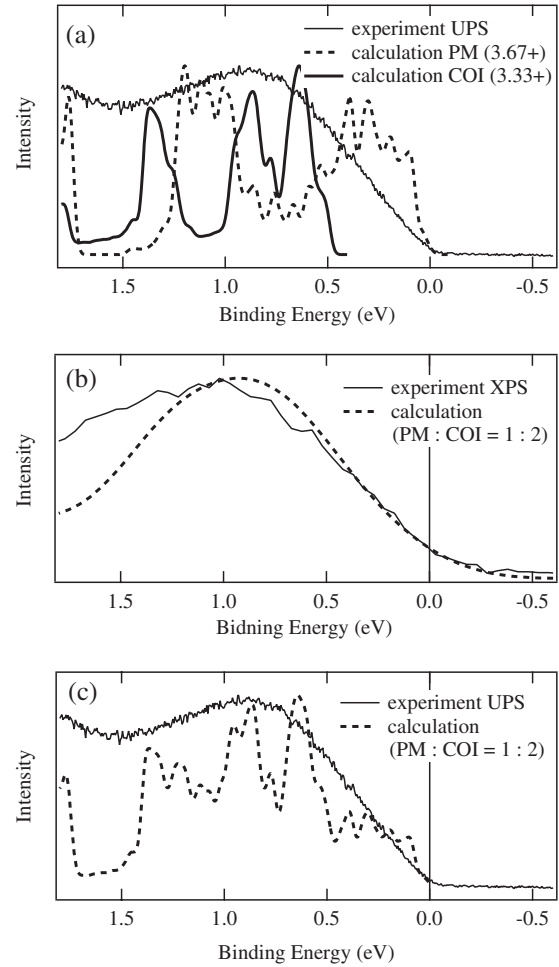 (a)
experiment UPS
calculation PM (3.67+)
calculation COI (3.33+)
Intensity
1.5 1.0 0.5 0.0 -0.5
Binding Energy (eV)
(b)
experiment XPS
calculation
(PM : COI = 1 : 2)
Intensity
1.5 1.0 0.5 0.0 -0.5
Bidning Energy (eV)
(c)
experiment UPS
calculation
(PM : COI = 1 : 2)
Intensity
1.5 1.0 0.5 0.0 -0.5
Binding Energy (eV)